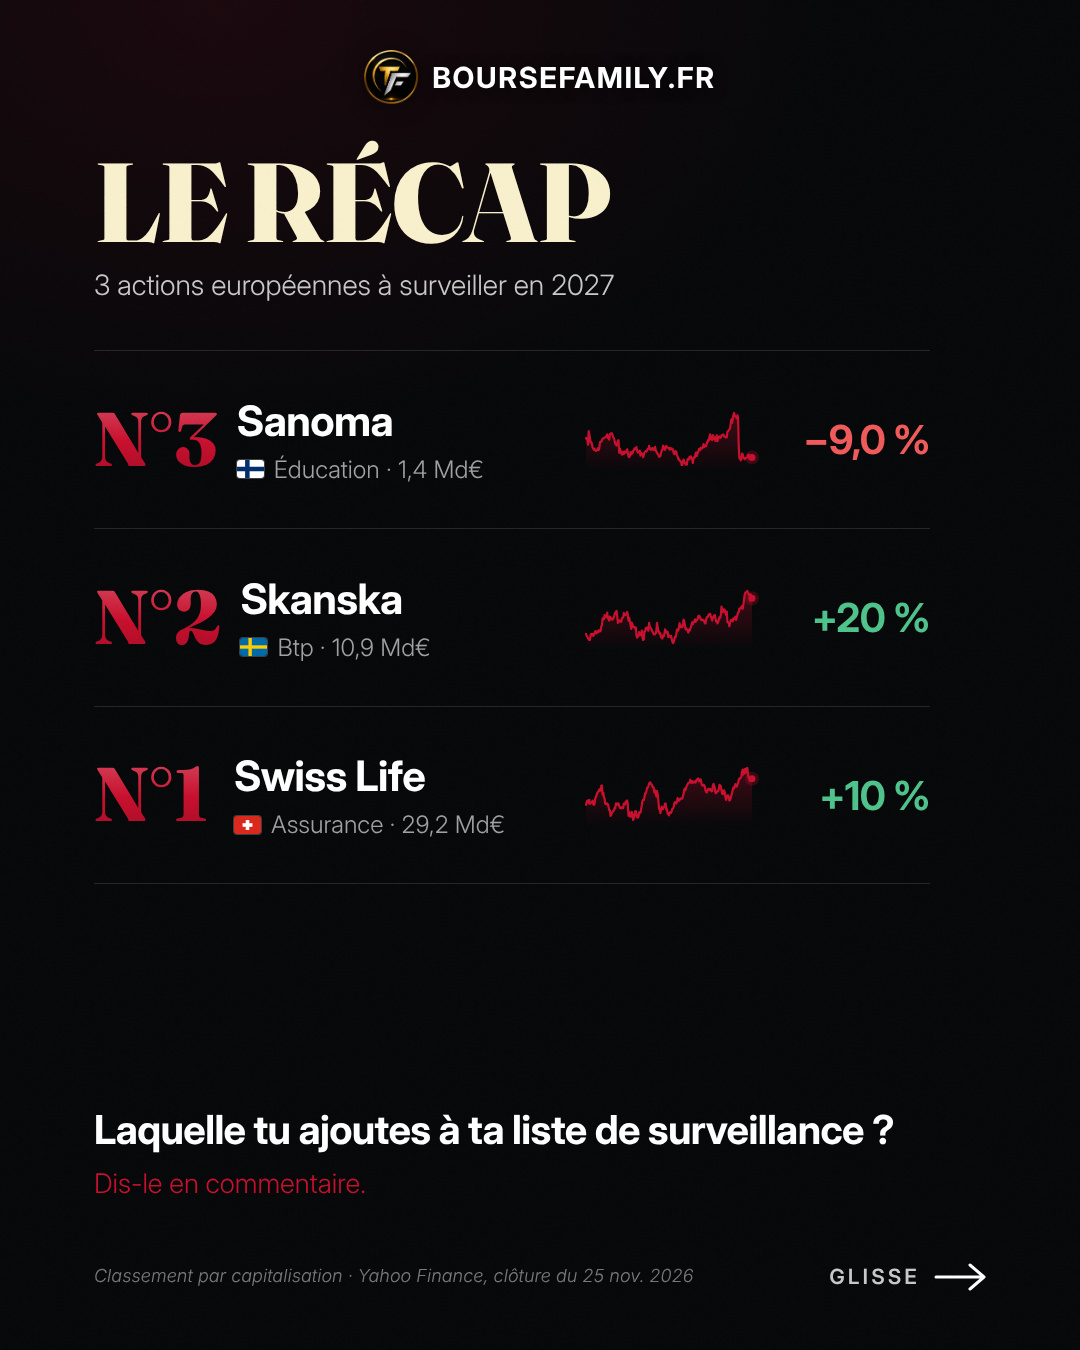 TF BOURSEFAMILY.FR
LE RÉCAP
3 actions européennes à surveiller en 2027
N°3 Sanoma −9,0 %
Éducation · 1,4 Md€
N°2 Skanska +20 %
Btp · 10,9 Md€
N°1 Swiss Life +10 %
Assurance · 29,2 Md€
Laquelle tu ajoutes à ta liste de surveillance ?
Dis-le en commentaire.
Classement par capitalisation · Yahoo Finance, clôture du 25 nov. 2026
GLISSE →